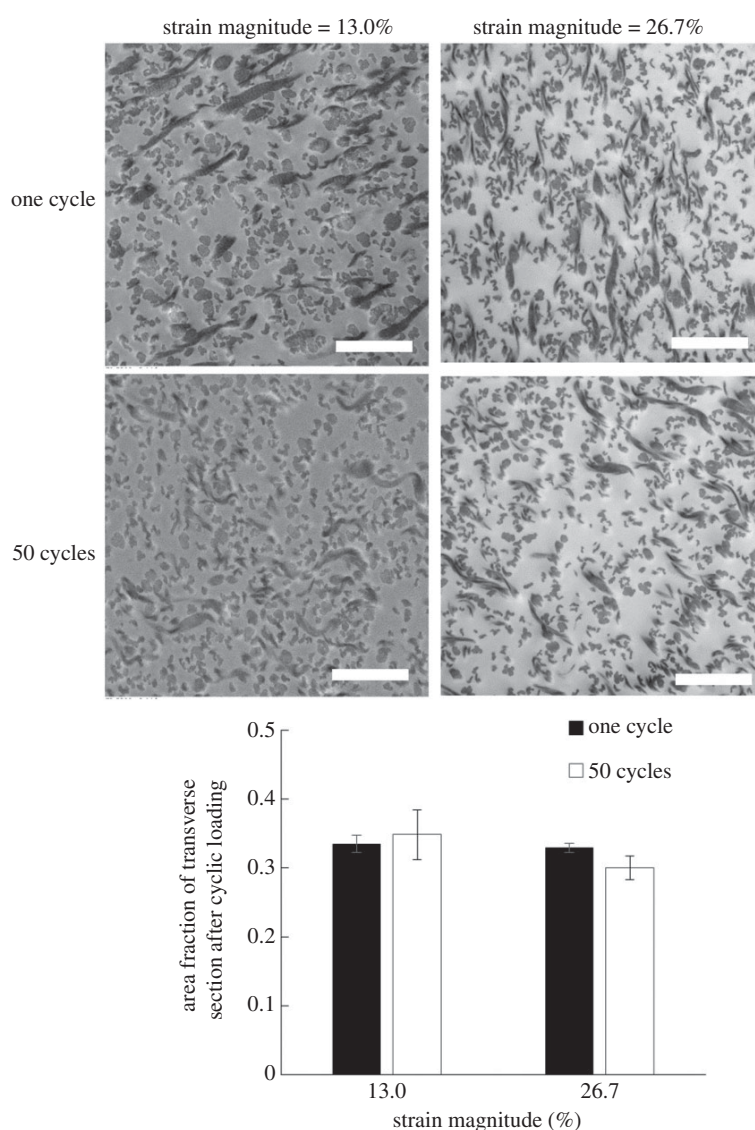 strain magnitude = 13.0%
strain magnitude = 26.7%
one cycle
50 cycles
one cycle
50 cycles
0.5
0.4
0.3
0.2
0.1
0
area fraction of transverse
section after cyclic loading
13.0
26.7
strain magnitude (%)